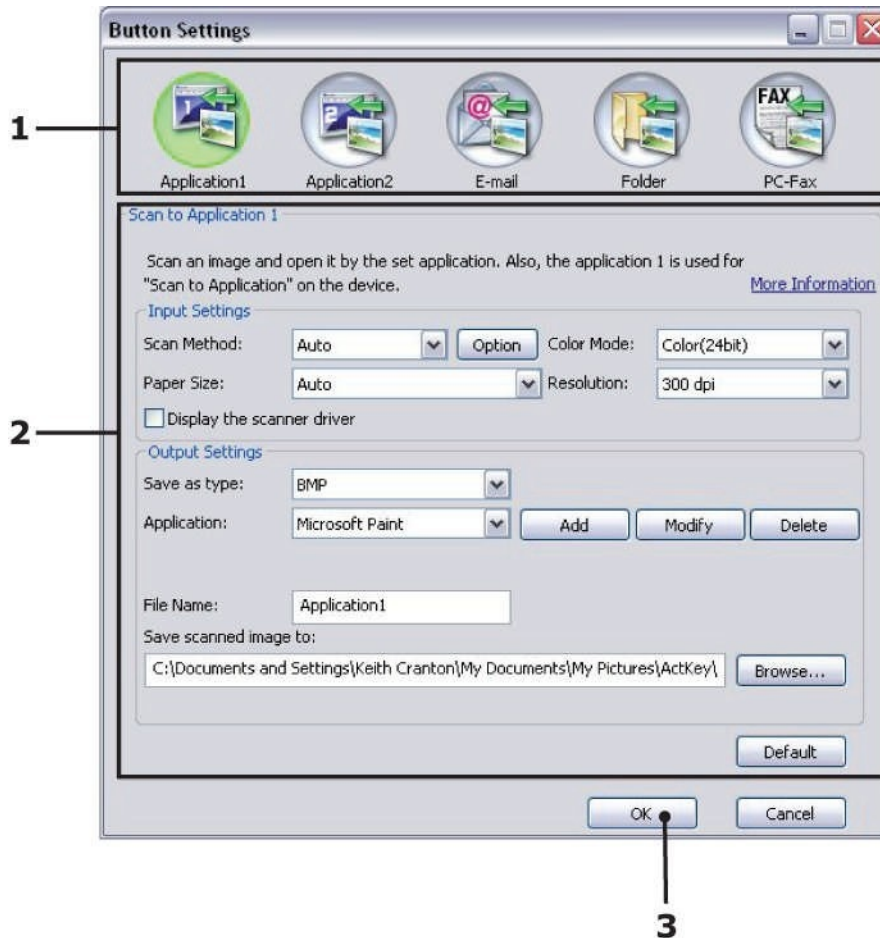 Button Settings
1
1
2
@
FAX
Application1 Application2 E-mail Folder PC-Fax
Scan to Application 1
Scan an image and open it by the set application. Also, the application 1 is used for
"Scan to Application" on the device. More Information
Input Settings
Scan Method: Auto Option Color Mode: Color(24bit)
Paper Size: Auto Resolution: 300 dpi
Display the scanner driver
2
Output Settings
Save as type: BMP
Application: Microsoft Paint Add Modify Delete
File Name: Application1
Save scanned image to:
C:\Documents and Settings\Keith Cranton\My Documents\My Pictures\ActKey\ Browse...
Default
OK Cancel
3